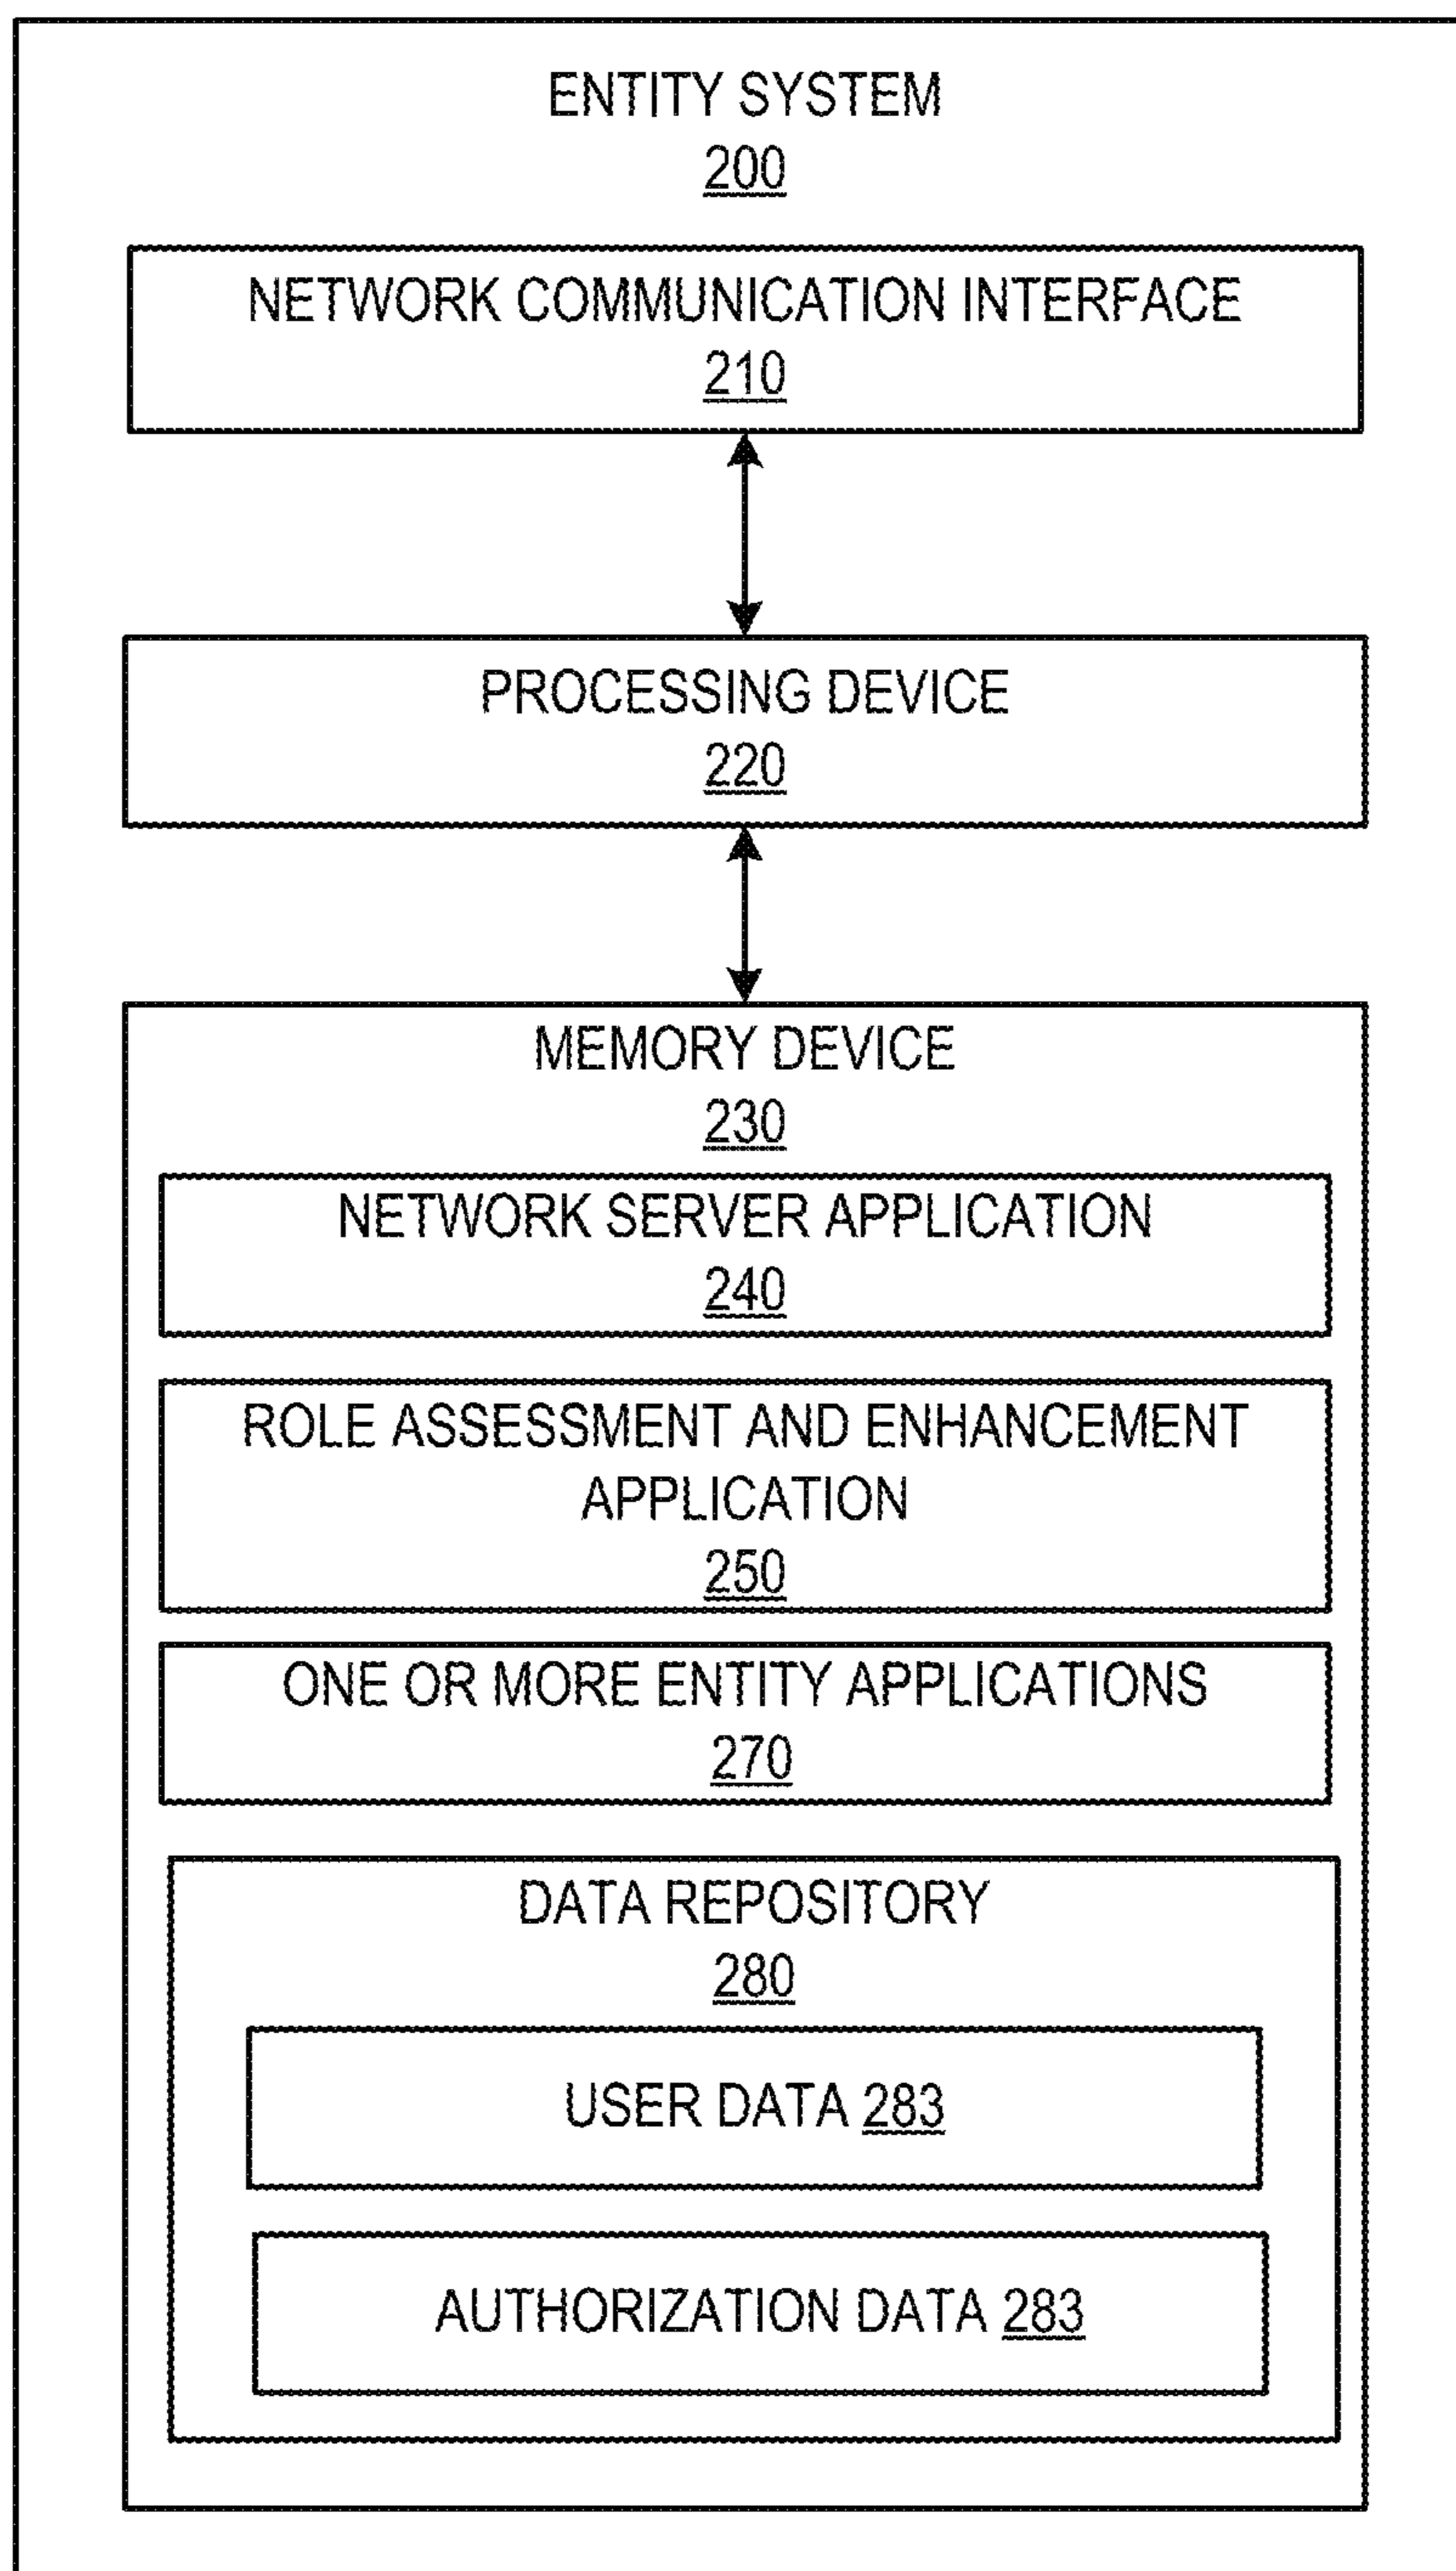 ENTITY SYSTEM
200
NETWORK COMMUNICATION INTERFACE
210
PROCESSING DEVICE
220
MEMORY DEVICE
230
NETWORK SERVER APPLICATION
240
ROLE ASSESSMENT AND ENHANCEMENT
APPLICATION
250
ONE OR MORE ENTITY APPLICATIONS
270
DATA REPOSITORY
280
USER DATA 283
AUTHORIZATION DATA 283